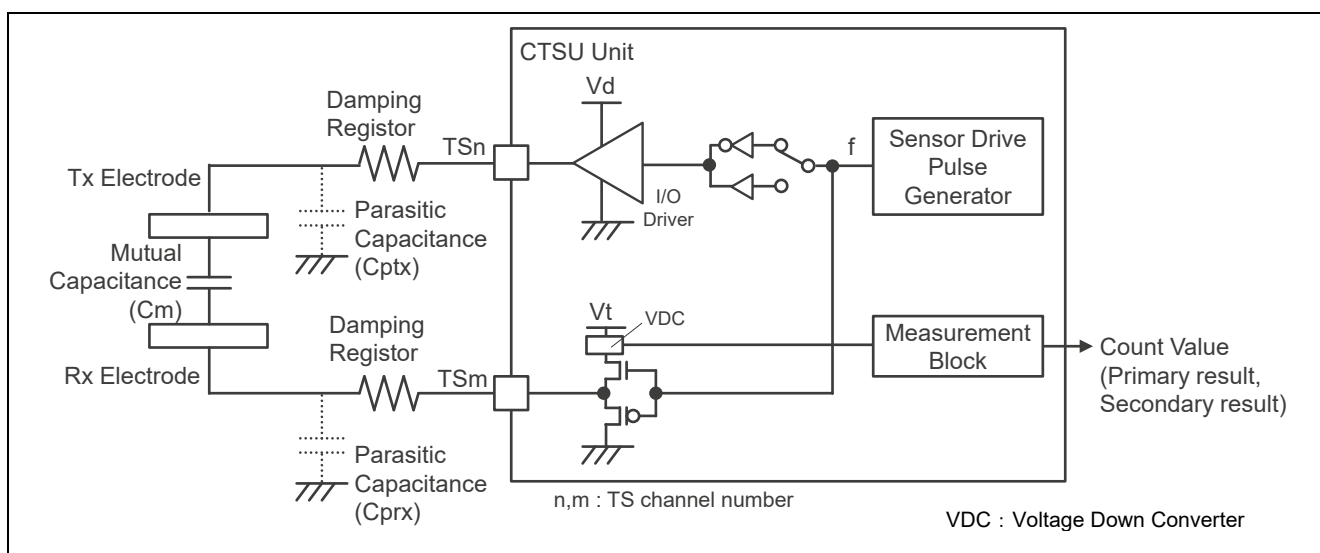 CTSU Unit
Vd
Damping
Registor
TSn
f
Sensor Drive
Pulse
Generator
Tx Electrode
I/O
Driver
Parasitic
Capacitance
(Cptx)
Mutual
Capacitance
(Cm)
Vt
VDC
Damping
Registor
Measurement
Block
Count Value
(Primary result,
Secondary result)
Rx Electrode
TSm
Parasitic
Capacitance
(Cprx)
n,m : TS channel number
VDC : Voltage Down Converter